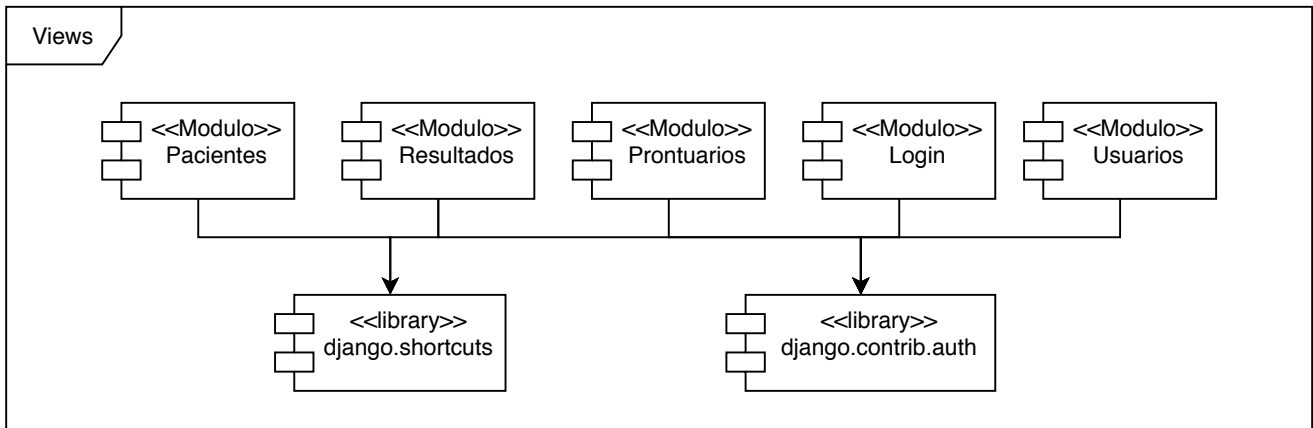 Views
<<Modulo>>
Pacientes
<<Modulo>>
Resultados
<<Modulo>>
Prontuarios
<<Modulo>>
Login
<<Modulo>>
Usuarios
<<library>>
django.shortcuts
<<library>>
django.contrib.auth